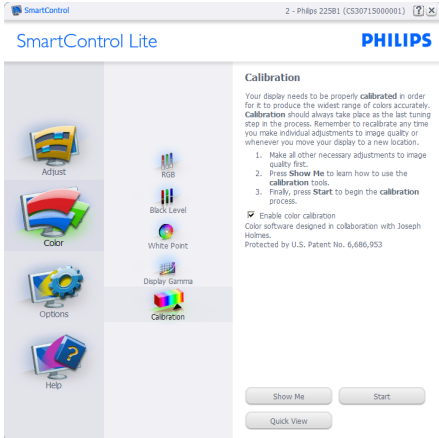 SmartControl
2 - Philips 225B1 (CS30715000001)
SmartControl Lite
PHILIPS
Adjust
Color
Options
Help
RGB
Black Level
White Point
Display Gamma
Calibration
Calibration
Your display needs to be properly calibrated in order
for it to produce the widest range of colors accurately.
Calibration should always take place as the last tuning
step in the process. Remember to recalibrate any time
you make individual adjustments to image quality or
whenever you move your display to a new location.
1. Make all other necessary adjustments to image
quality first.
2. Press Show Me to learn how to use the
calibration tools.
3. Finally, press Start to begin the calibration
process.
Enable color calibration
Color software designed in collaboration with Joseph
Holmes.
Protected by U.S. Patent No. 6,686,953
Show Me
Start
Quick View